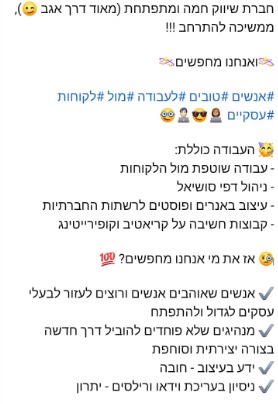 חברת שיווק חמה ומתפתחת (מאוד דרך אגב 😉),
ממשיכה להתרחב !!!
🎊ואנחנו מחפשים🎊
#אנשים #טובים #לעבודה #מול #לקוחות
#עסקיים 👩🏽‍💼😎🤵🏻🥸
🥳 העבודה כוללת:
- עבודה שוטפת מול הלקוחות
- ניהול דפי סושיאל
- עיצוב באנרים ופוסטים לרשתות החברתיות
- קבוצות חשיבה על קריאטיב וקופירייטינג
🧐 אז את מי אנחנו מחפשים? 💯
✔️ אנשים שאוהבים אנשים ורוצים לעזור לבעלי
עסקים לגדול ולהתפתח
✔️ מנהיגים שלא פוחדים להוביל דרך חדשה
בצורה יצירתית וסוחפת
✔️ ידע בעיצוב - חובה
✔️ ניסיון בעריכת וידאו ורילסים - יתרון